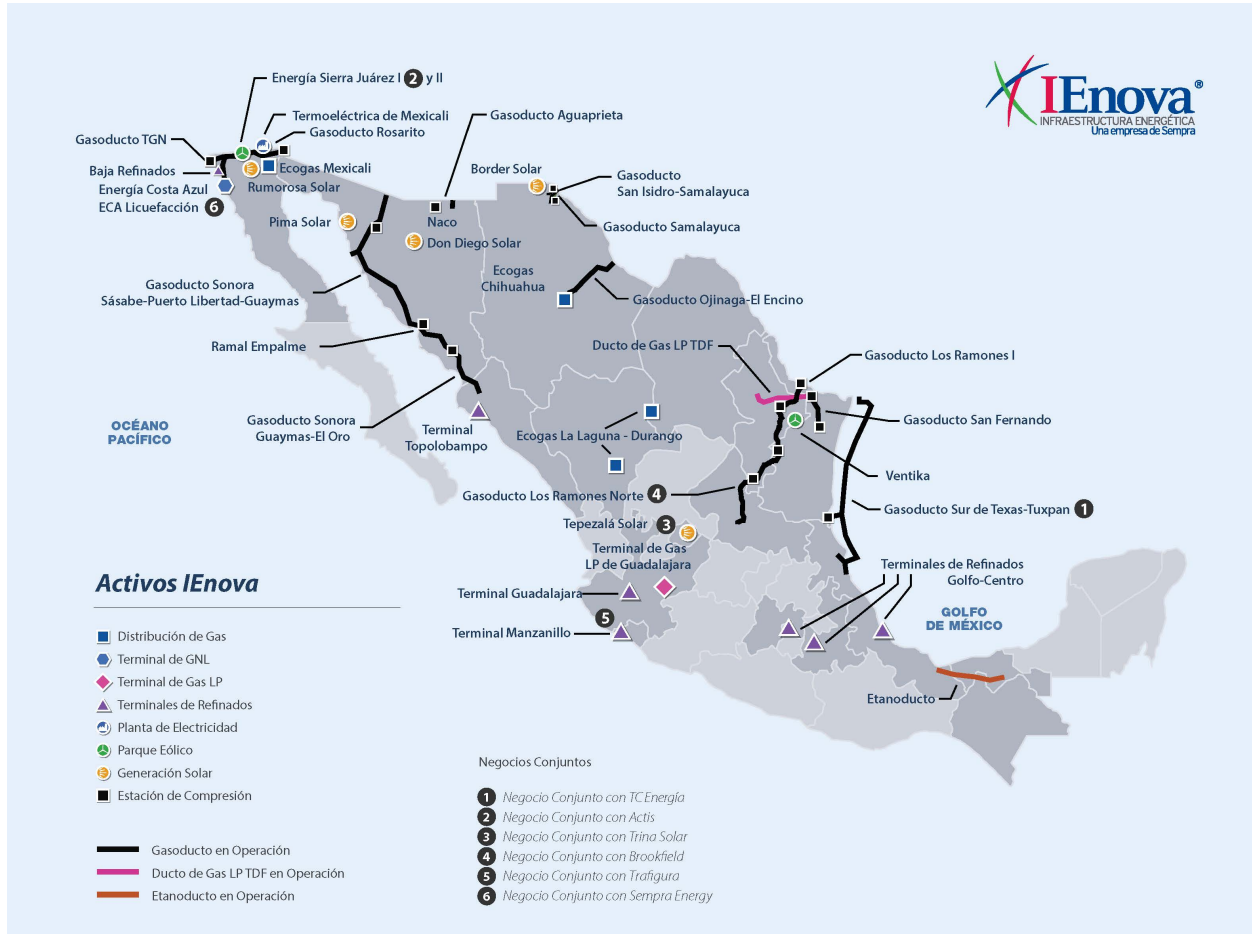 IEnova®
INFRAESTRUCTURA ENERGÉTICA
Una empresa de Sempra
Energía Sierra Juárez I 2 y II
Termoeléctrica de Mexicali
Gasoducto Rosarito
Gasoducto TGN
Baja Refinados
Ecogas Mexicali
Energía Costa Azul
Rumorosa Solar
ECA Licuefacción 6
Gasoducto Aguaprieta
Border Solar
Gasoducto
San Isidro-Samalayuca
Gasoducto Samalayuca
Pima Solar
Naco
Don Diego Solar
Ecogas
Chihuahua
Gasoducto Sonora
Sásabe-Puerto Libertad-Guaymas
Gasoducto Ojinaga-El Encino
Ramal Empalme
Ducto de Gas LP TDF
Gasoducto Los Ramones I
OCÉANO
PACÍFICO
Gasoducto Sonora
Guaymas-El Oro
Terminal
Topolobampo
Ecogas La Laguna - Durango
Gasoducto San Fernando
Ventika
Gasoducto Los Ramones Norte 4
Gasoducto Sur de Texas-Tuxpan 1
Tepezalá Solar 3
Terminal de Gas
LP de Guadalajara
Terminales de Refinados
Golfo-Centro
Terminal Guadalajara
5
Terminal Manzanillo
GOLFO
DE MÉXICO
Etanoducto
Activos IEnova
Distribución de Gas
Terminal de GNL
Terminal de Gas LP
Terminales de Refinados
Planta de Electricidad
Parque Eólico
Generación Solar
Estación de Compresión
Gasoducto en Operación
Ducto de Gas LP TDF en Operación
Etanoducto en Operación
Negocios Conjuntos
1 Negocio Conjunto con TC Energía
2 Negocio Conjunto con Actis
3 Negocio Conjunto con Trina Solar
4 Negocio Conjunto con Brookfield
5 Negocio Conjunto con Trafigura
6 Negocio Conjunto con Sempra Energy